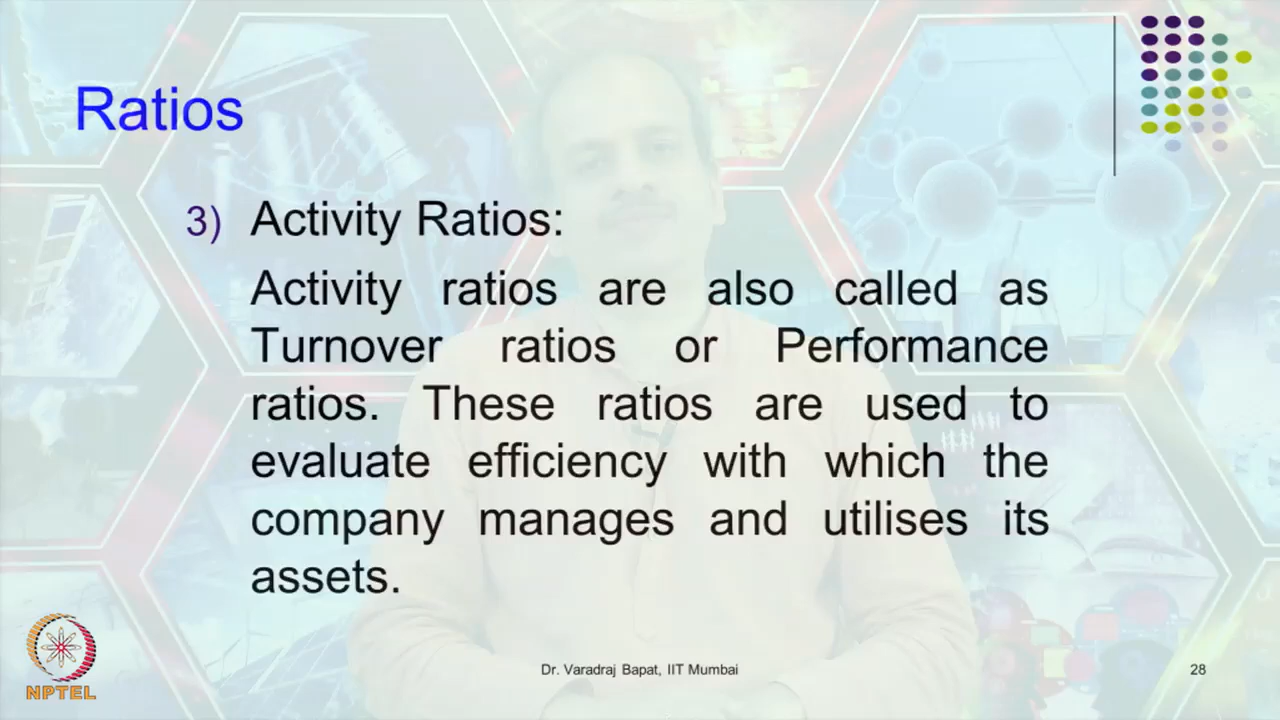 Ratios
3) Activity Ratios:
Activity ratios are also called as
Turnover ratios or Performance
ratios. These ratios are used to
evaluate efficiency with which the
company manages and utilises its
assets.
NPTEL
Dr. Varadraj Bapat, IIT Mumbai
28